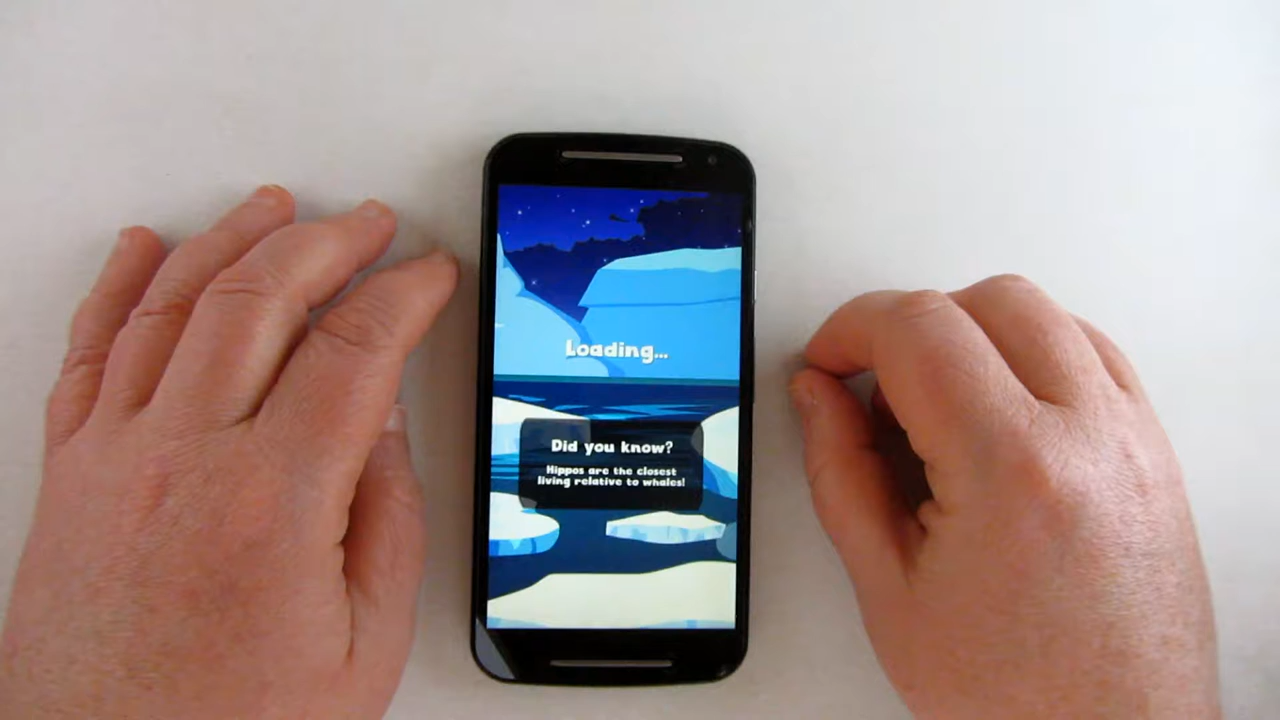 Loading...
Did you know?
Hippos are the closest
living relative to whales!